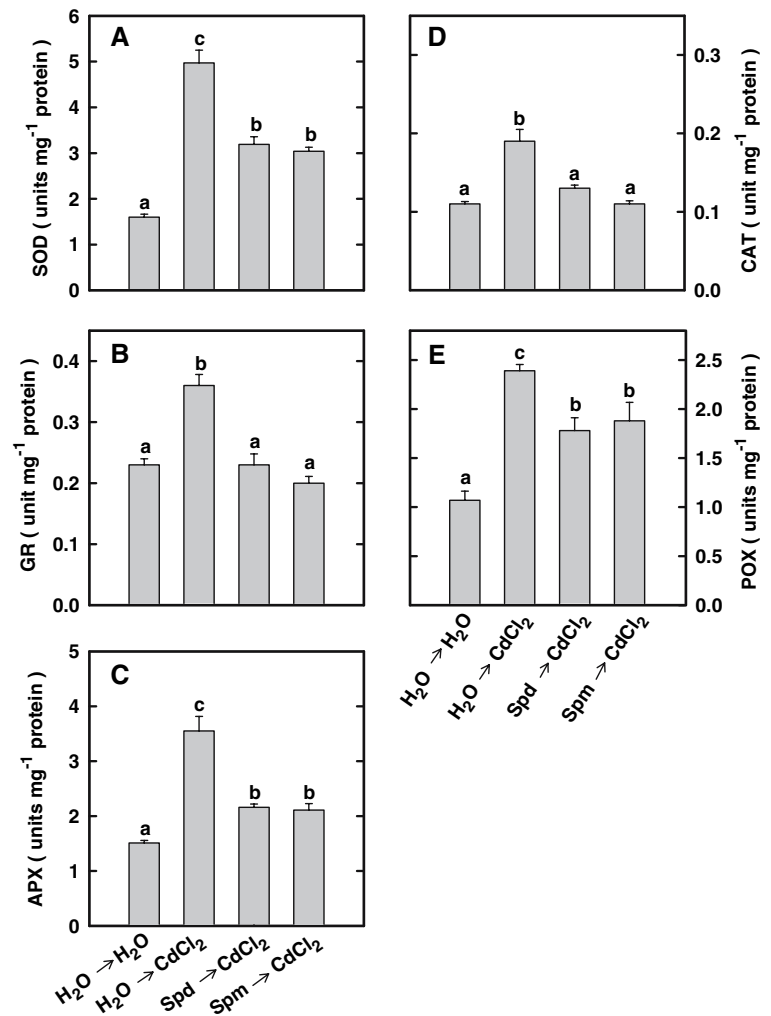 A
SOD ( units mg⁻¹ protein )
6
5
4
3
2
1
0
a
c
b
b
D
CAT ( unit mg⁻¹ protein )
0.3
0.2
0.1
0.0
a
b
a
a
B
GR ( unit mg⁻¹ protein )
0.4
0.3
0.2
0.1
0.0
a
b
a
a
E
POX ( units mg⁻¹ protein )
2.5
2.0
1.5
1.0
0.5
0.0
a
c
b
b
H₂O → H₂O
H₂O → CdCl₂
Spd → CdCl₂
Spm → CdCl₂
C
APX ( units mg⁻¹ protein )
5
4
3
2
1
0
a
c
b
b
H₂O → H₂O
H₂O → CdCl₂
Spd → CdCl₂
Spm → CdCl₂